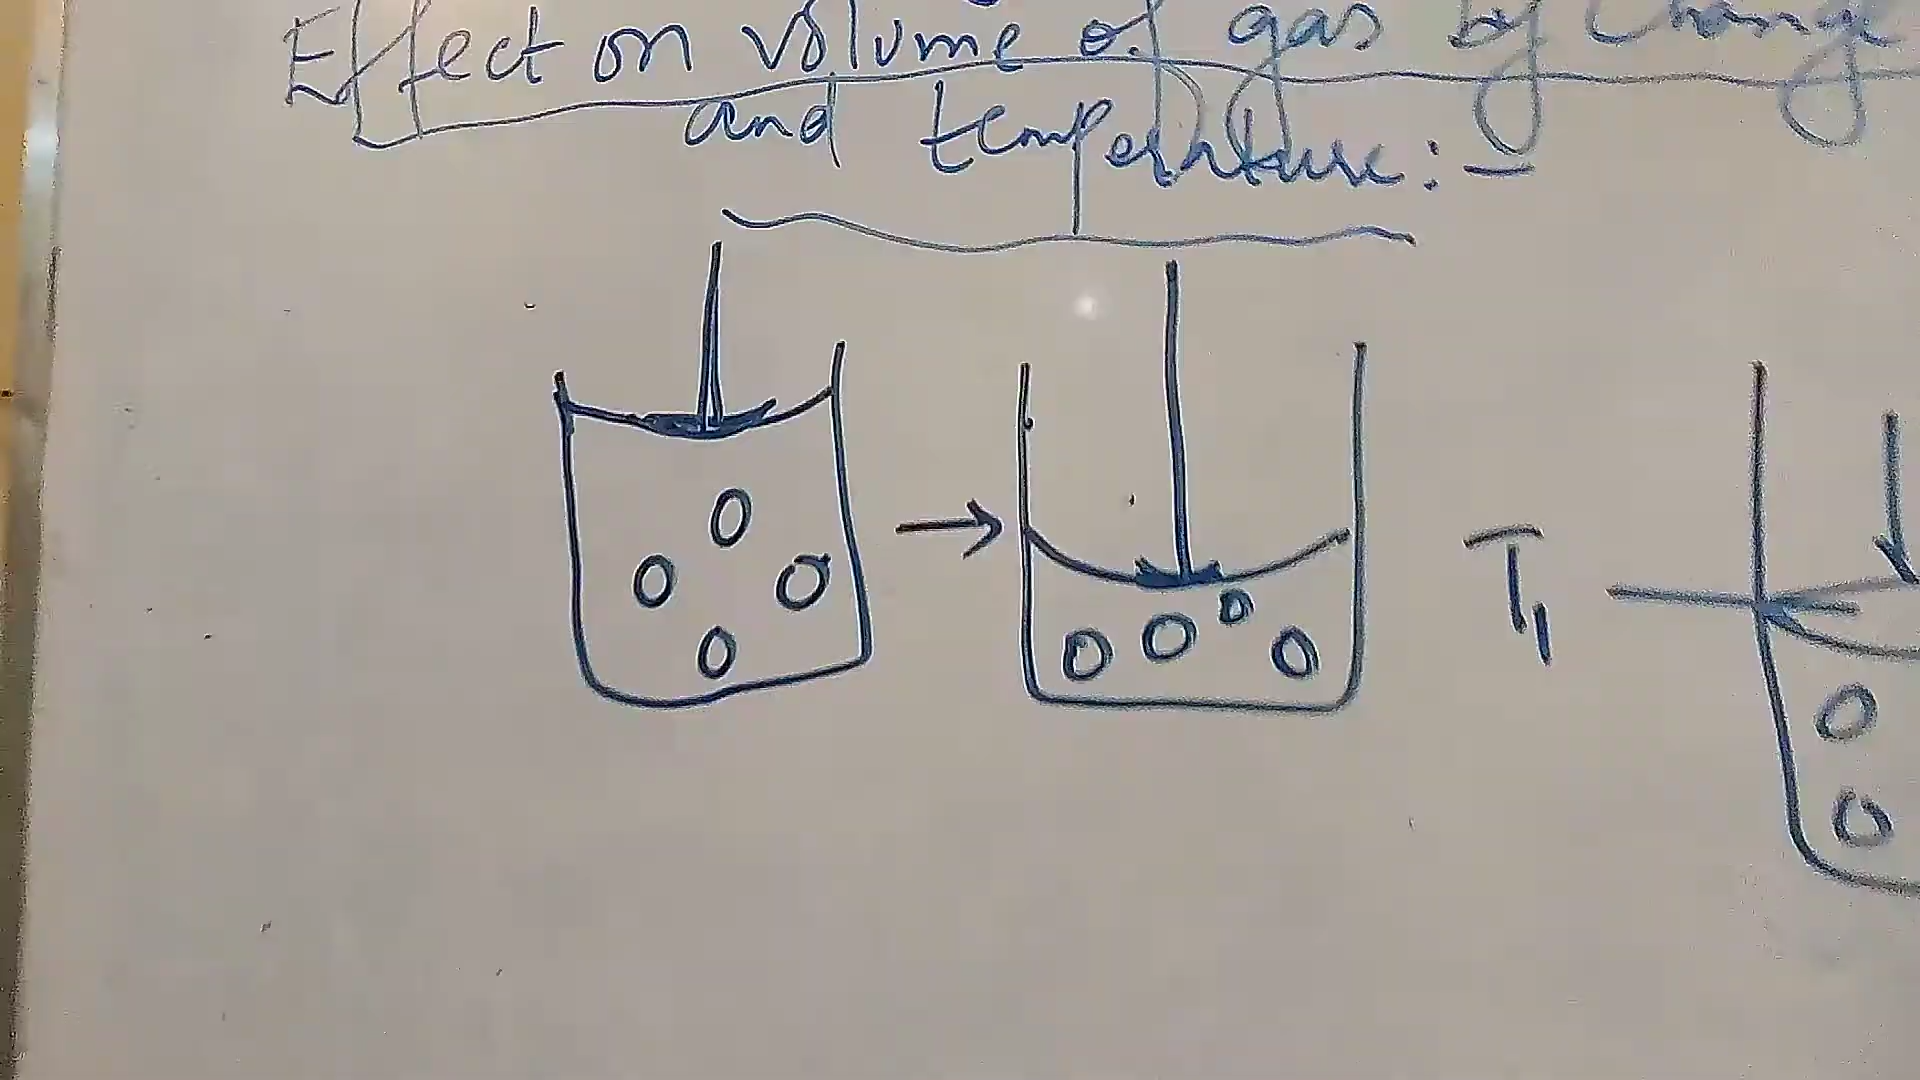 Effect on volume of gas by change
and temperature:-
T1